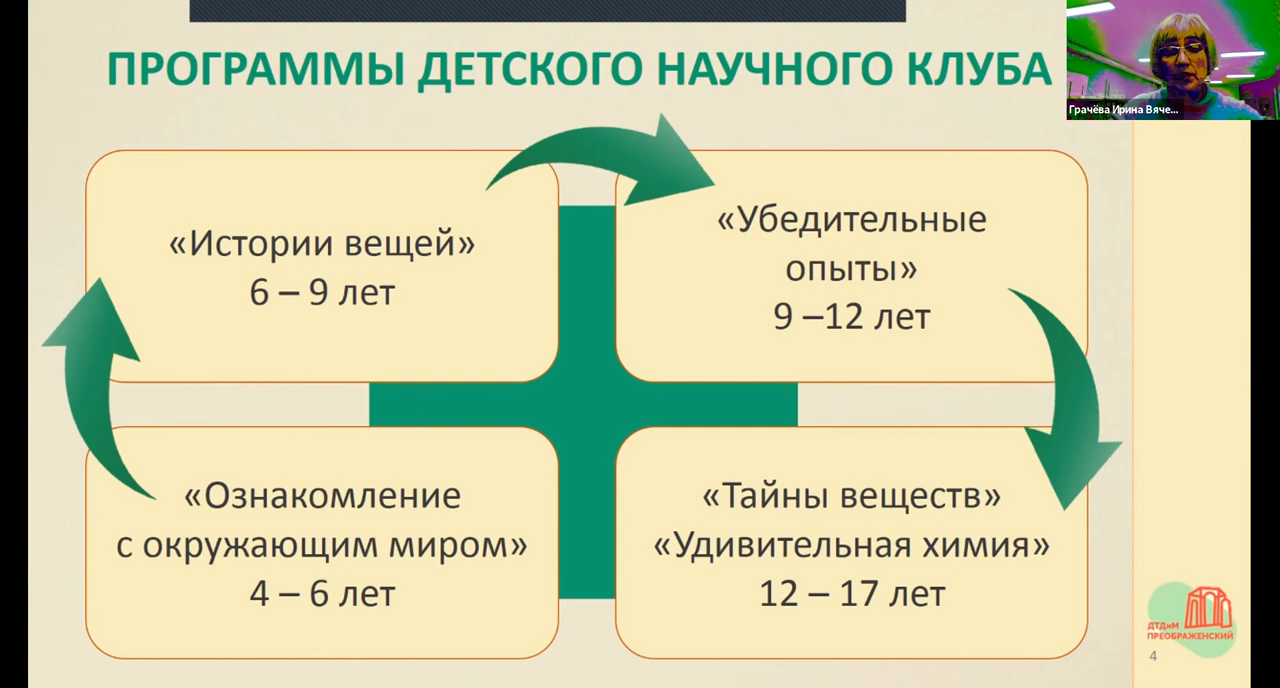 ПРОГРАММЫ ДЕТСКОГО НАУЧНОГО КЛУБА
Грачёва Ирина Вяче...
«Истории вещей»
6 – 9 лет
«Убедительные
опыты»
9 –12 лет
«Ознакомление
с окружающим миром»
4 – 6 лет
«Тайны веществ»
«Удивительная химия»
12 – 17 лет
ДТДиМ
ПРЕОБРАЖЕНСКИЙ
4